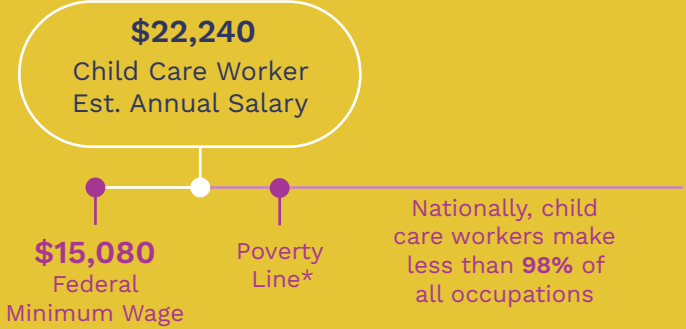 $22,240
Child Care Worker
Est. Annual Salary
$15,080
Federal
Minimum Wage
Poverty
Line*
Nationally, child
care workers make
less than 98% of
all occupations